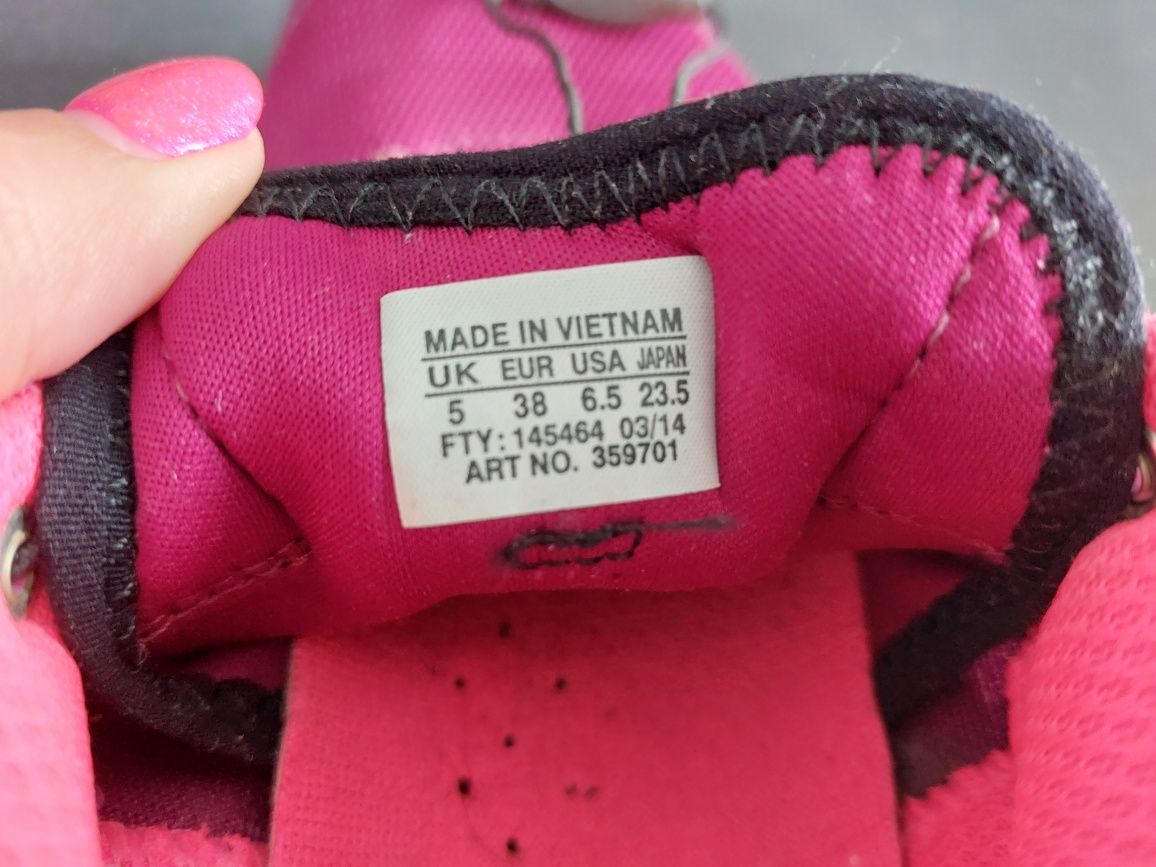 MADE IN VIETNAM
UK EUR USA JAPAN
5 38 6.5 23.5
FTY: 145464 03/14
ART NO. 359701